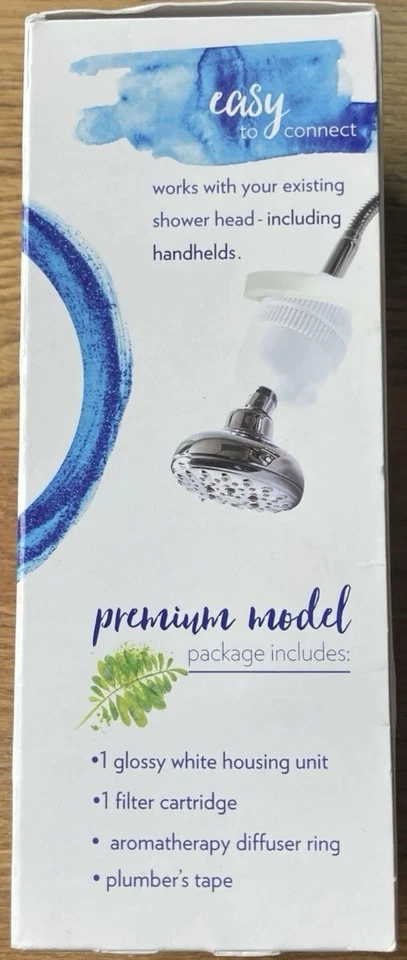 easy
to connect
works with your existing
shower head - including
handhelds.
premium model
package includes:
•1 glossy white housing unit
•1 filter cartridge
• aromatherapy diffuser ring
• plumber's tape